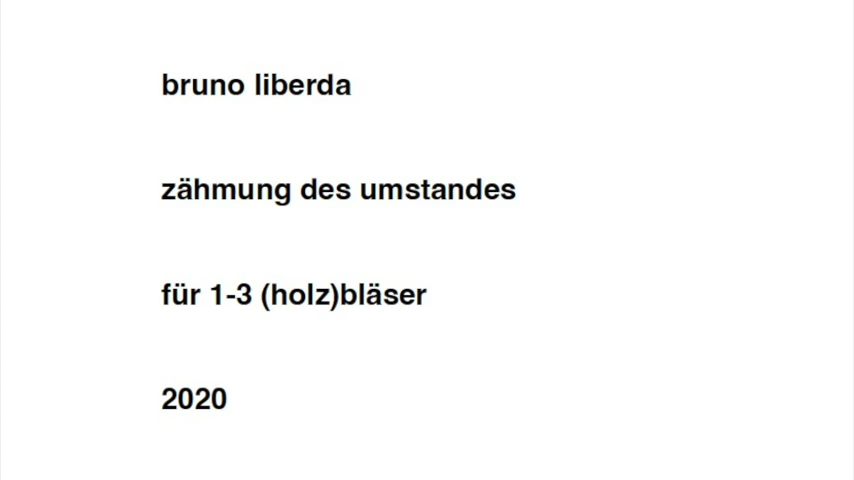 bruno liberda
zähmung des umstandes
für 1-3 (holz)bläser
2020